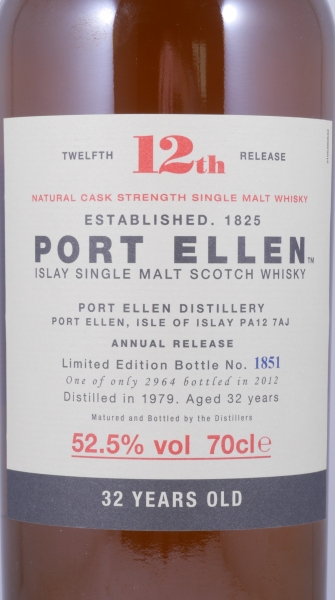 TWELFTH 12th RELEASE
NATURAL CASK STRENGTH SINGLE MALT WHISKY
ESTABLISHED. 1825
PORT ELLEN™
ISLAY SINGLE MALT SCOTCH WHISKY
PORT ELLEN DISTILLERY
PORT ELLEN, ISLE OF ISLAY PA12 7AJ
ANNUAL RELEASE
Limited Edition Bottle No. 1851
One of only 2964 bottled in 2012
Distilled in 1979. Aged 32 years
Matured and Bottled by the Distillers
52.5% vol 70cl℮
32 YEARS OLD